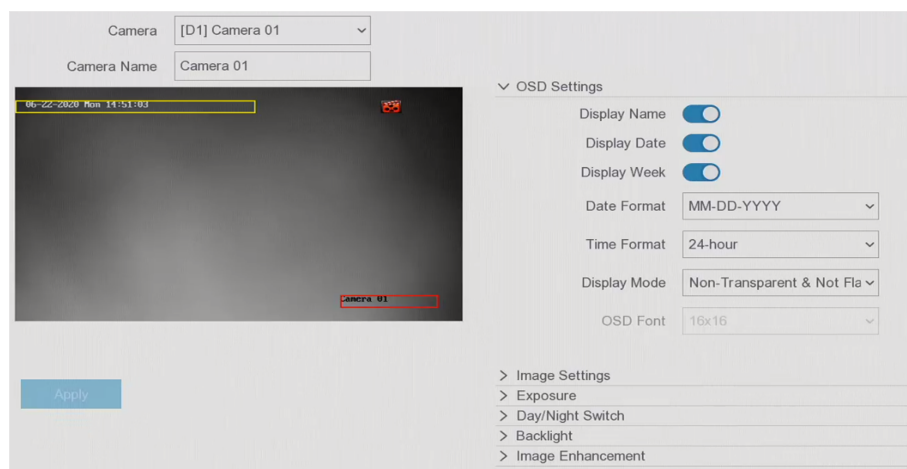 Camera [D1] Camera 01
Camera Name Camera 01
06-22-2020 Mon 14:51:03
Camera 01
Apply
OSD Settings
Display Name
Display Date
Display Week
Date Format MM-DD-YYYY
Time Format 24-hour
Display Mode Non-Transparent & Not Fla
OSD Font 16x16
Image Settings
Exposure
Day/Night Switch
Backlight
Image Enhancement